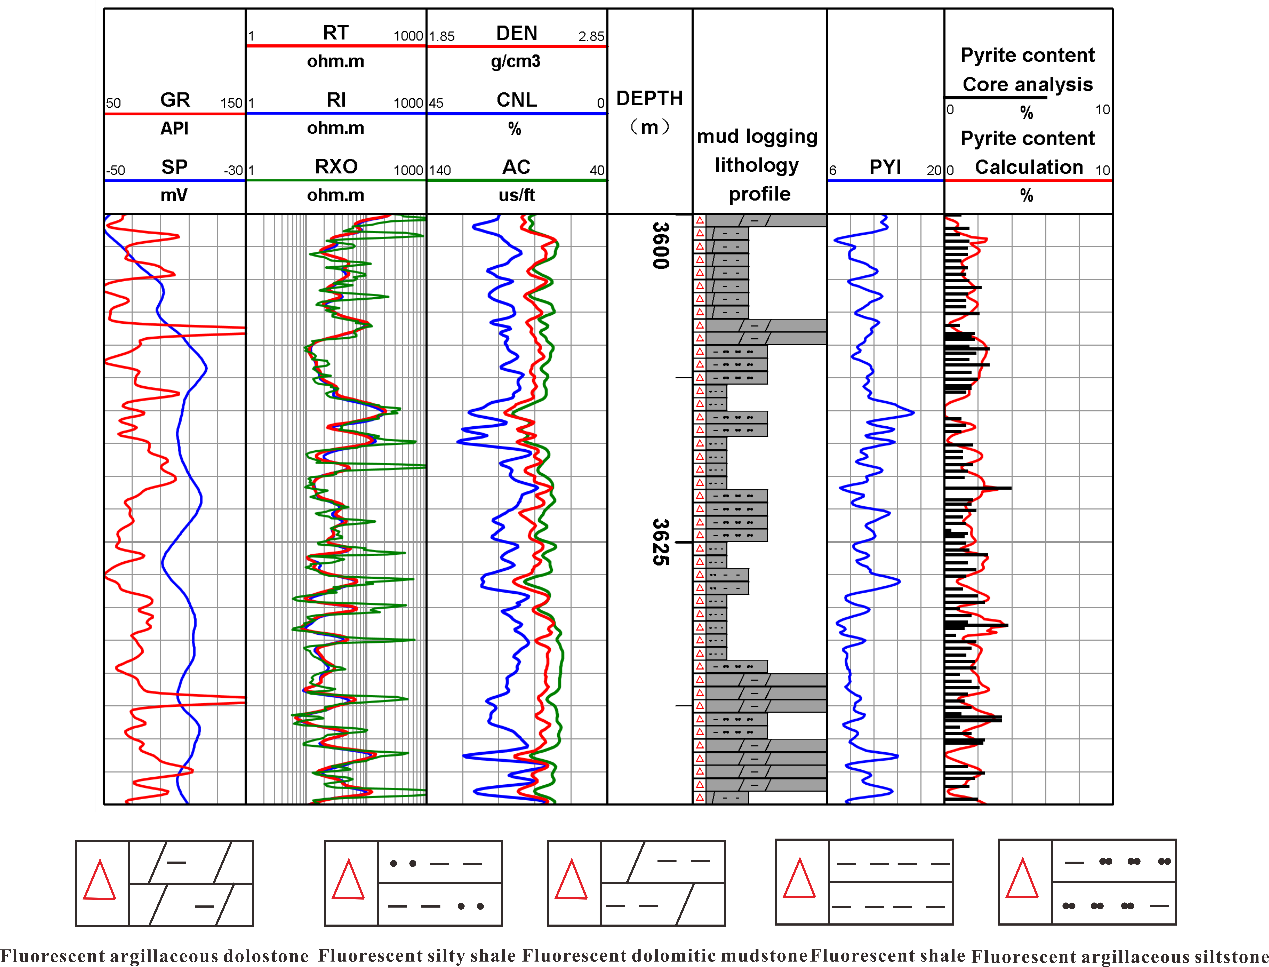 RT
1 1000
ohm.m
DEN
1.85 2.85
g/cm3
Pyrite content
Core analysis
0 10
%
GR
50 150
API
RI
1 1000
ohm.m
CNL
45 0
%
DEPTH
(m)
mud logging
lithology
profile
SP
-50 -30
mV
RXO
1 1000
ohm.m
AC
140 40
us/ft
PYI
6 20
Pyrite content
Calculation
0 10
%
3600
3625
Fluorescent argillaceous dolostone
Fluorescent silty shale
Fluorescent dolomitic mudstone
Fluorescent shale
Fluorescent argillaceous siltstone